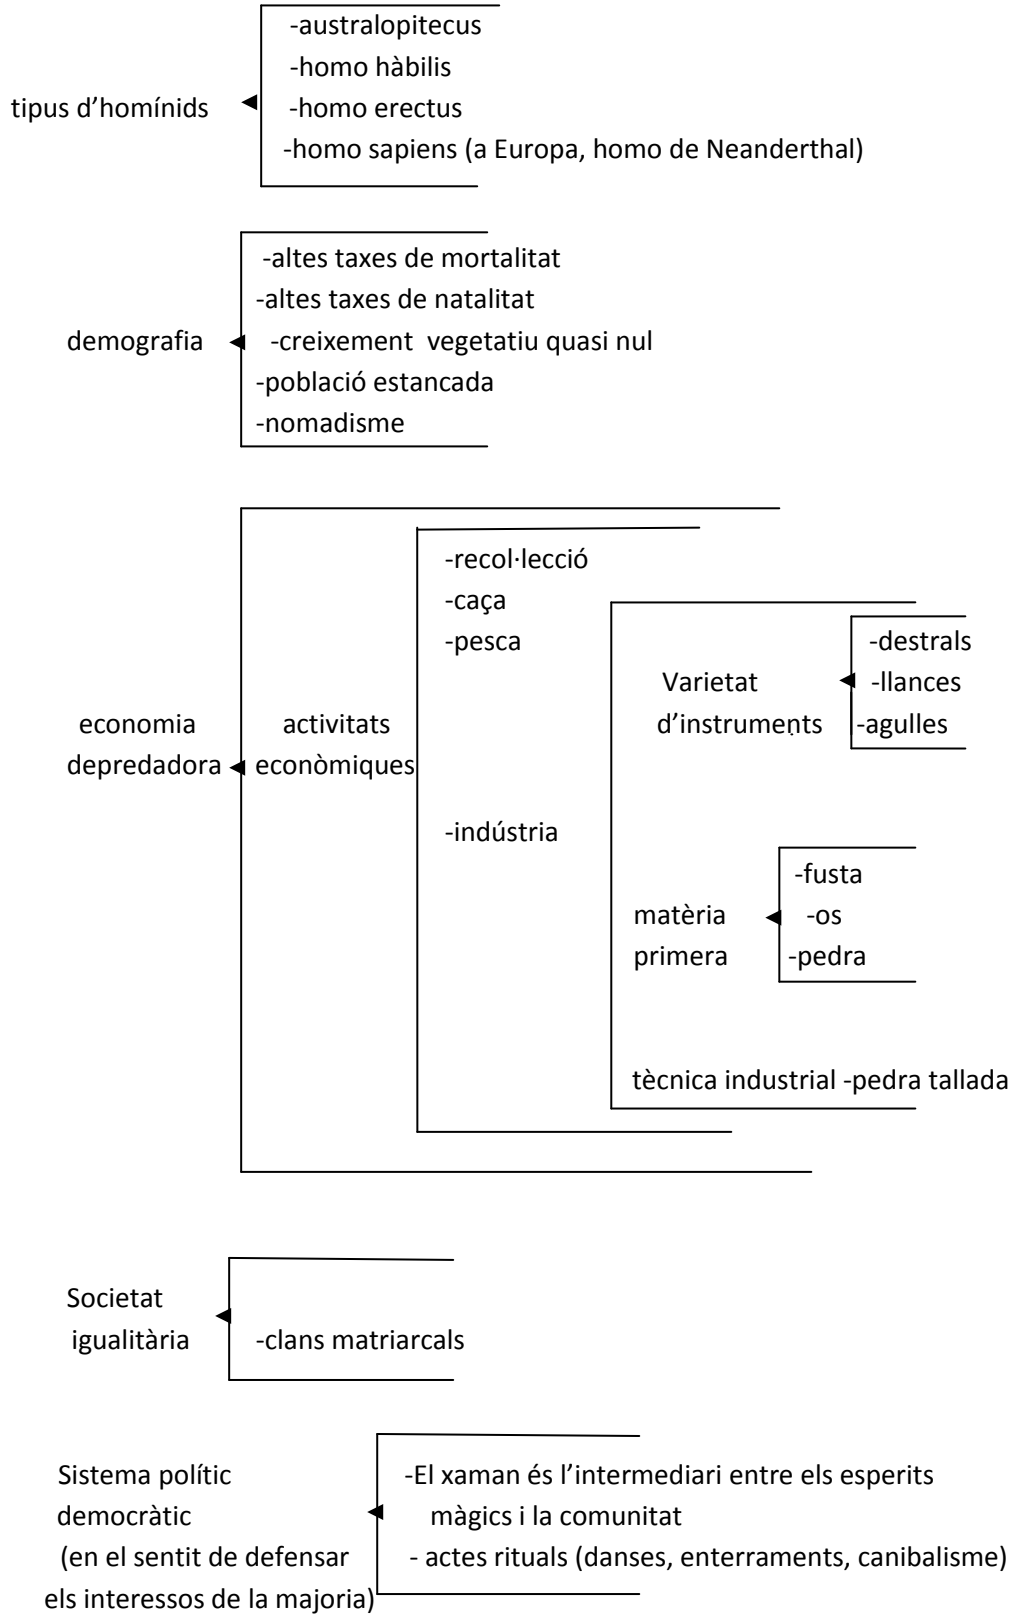 -australopitecus
-homo hàbilis
tipus d’homínids
-homo erectus
-homo sapiens (a Europa, homo de Neanderthal)
-altes taxes de mortalitat
-altes taxes de natalitat
demografia
-creixement vegetatiu quasi nul
-població estancada
-nomadisme
economia
depredadora
activitats
econòmiques
-recol·lecció
-caça
-pesca
-indústria
Varietat
d’instruments
-destrals
-llances
-agulles
matèria
primera
-fusta
-os
-pedra
tècnica industrial -pedra tallada
Societat
igualitària
-clans matriarcals
Sistema polític
democràtic
(en el sentit de defensar
els interessos de la majoria)
-El xaman és l’intermediari entre els esperits
màgics i la comunitat
- actes rituals (danses, enterraments, canibalisme)